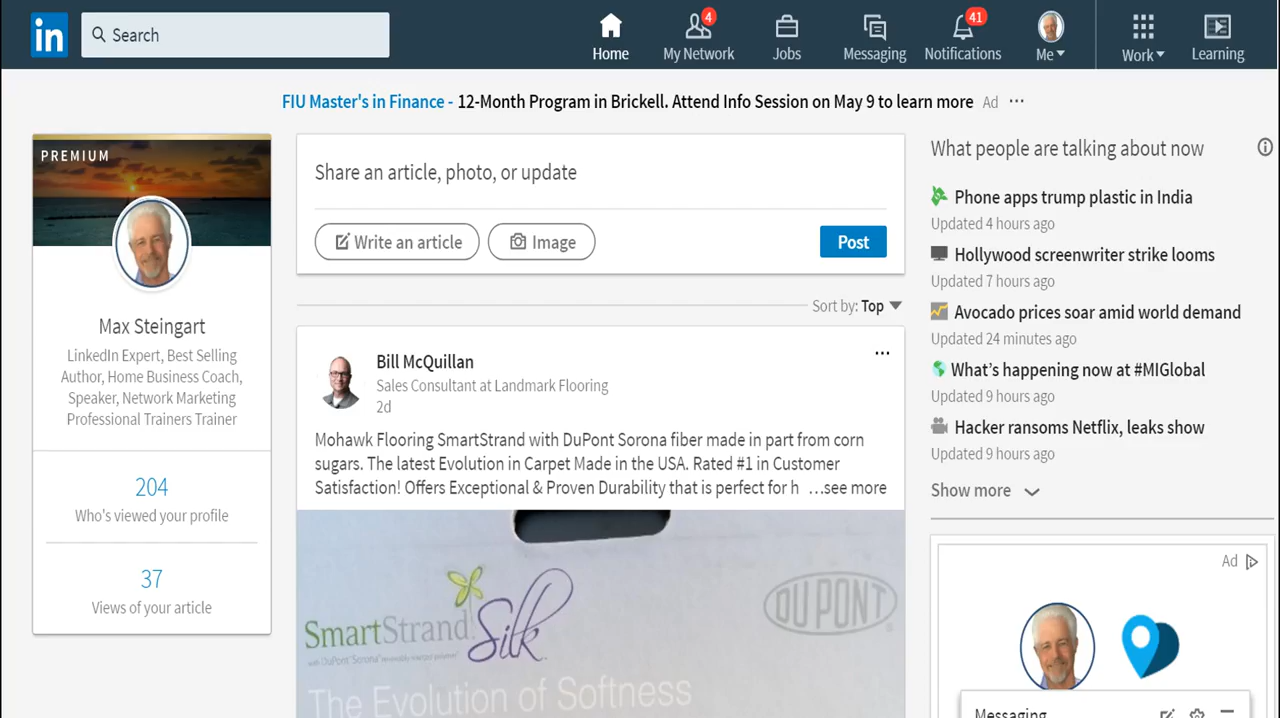 in
Search
Home
4
My Network
Jobs
Messaging
41
Notifications
Me
Work
Learning
FIU Master's in Finance - 12-Month Program in Brickell. Attend Info Session on May 9 to learn more Ad ...
PREMIUM
Max Steingart
LinkedIn Expert, Best Selling
Author, Home Business Coach,
Speaker, Network Marketing
Professional Trainers Trainer
204
Who's viewed your profile
37
Views of your article
Share an article, photo, or update
Write an article
Image
Post
Sort by: Top
Bill McQuillan
Sales Consultant at Landmark Flooring
2d
Mohawk Flooring SmartStrand with DuPont Sorona fiber made in part from corn
sugars. The latest Evolution in Carpet Made in the USA. Rated #1 in Customer
Satisfaction! Offers Exceptional & Proven Durability that is perfect for h ...see more
SmartStrand Silk
DUPONT
The Evolution of Softness
What people are talking about now
Phone apps trump plastic in India
Updated 4 hours ago
Hollywood screenwriter strike looms
Updated 7 hours ago
Avocado prices soar amid world demand
Updated 24 minutes ago
What's happening now at #MIGlobal
Updated 9 hours ago
Hacker ransoms Netflix, leaks show
Updated 9 hours ago
Show more
Ad
Messaging